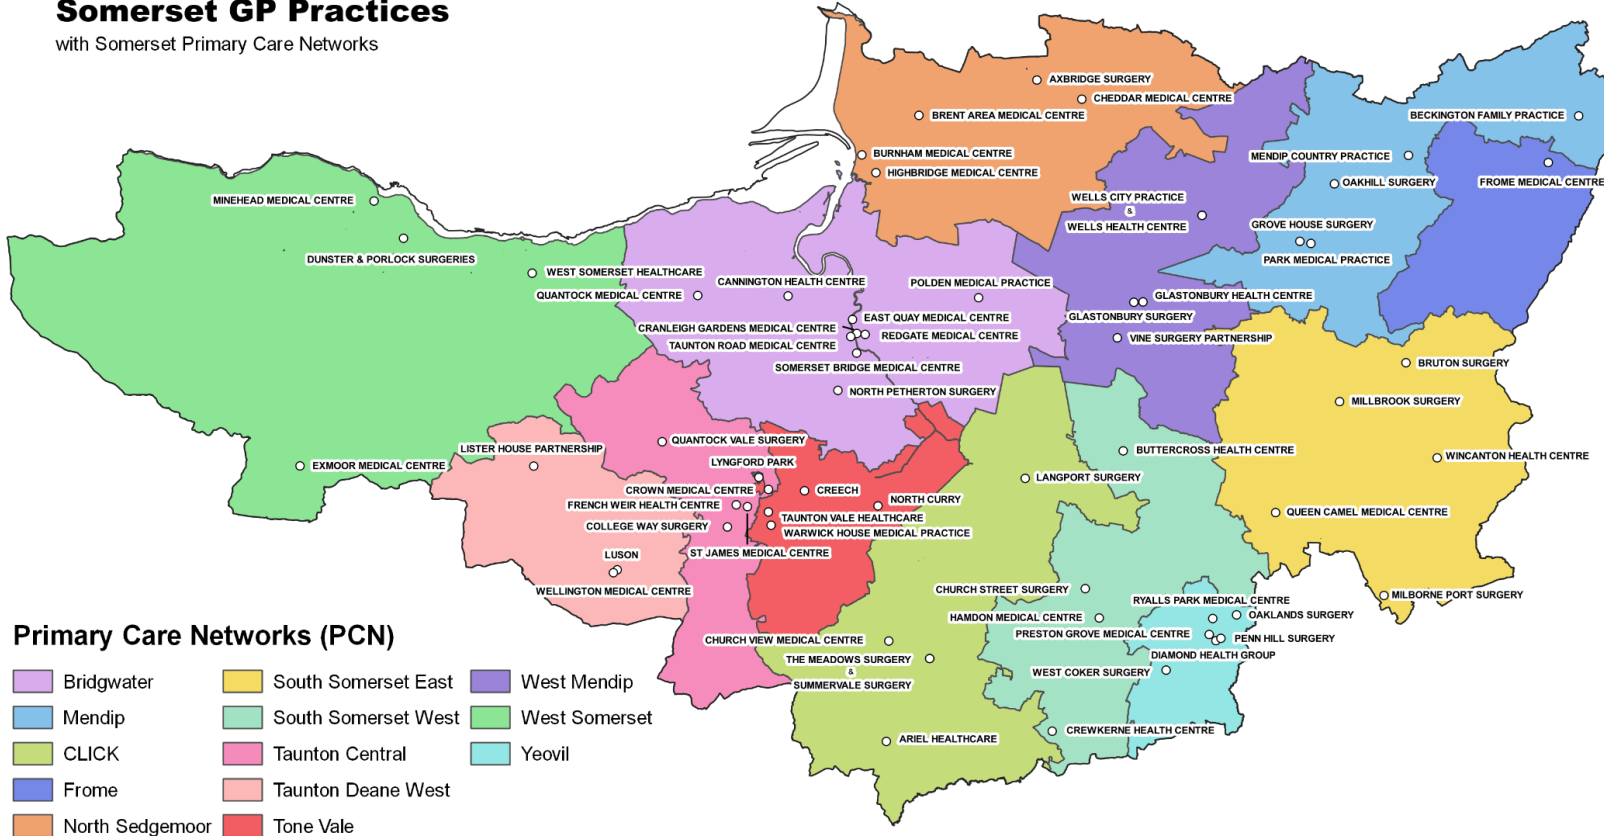 Somerset GP Practices
with Somerset Primary Care Networks
AXBRIDGE SURGERY
CHEDDAR MEDICAL CENTRE
BRENT AREA MEDICAL CENTRE
BECKINGTON FAMILY PRACTICE
BURNHAM MEDICAL CENTRE
MENDIP COUNTRY PRACTICE
HIGHBRIDGE MEDICAL CENTRE
OAKHILL SURGERY
FROME MEDICAL CENTRE
MINEHEAD MEDICAL CENTRE
WELLS CITY PRACTICE
&
WELLS HEALTH CENTRE
GROVE HOUSE SURGERY
DUNSTER & PORLOCK SURGERIES
PARK MEDICAL PRACTICE
WEST SOMERSET HEALTHCARE
CANNINGTON HEALTH CENTRE
POLDEN MEDICAL PRACTICE
QUANTOCK MEDICAL CENTRE
GLASTONBURY HEALTH CENTRE
EAST QUAY MEDICAL CENTRE
GLASTONBURY SURGERY
CRANLEIGH GARDENS MEDICAL CENTRE
REDGATE MEDICAL CENTRE
VINE SURGERY PARTNERSHIP
TAUNTON ROAD MEDICAL CENTRE
SOMERSET BRIDGE MEDICAL CENTRE
BRUTON SURGERY
NORTH PETHERTON SURGERY
MILLBROOK SURGERY
QUANTOCK VALE SURGERY
LISTER HOUSE PARTNERSHIP
BUTTERCROSS HEALTH CENTRE
WINCANTON HEALTH CENTRE
EXMOOR MEDICAL CENTRE
LYNGFORD PARK
LANGPORT SURGERY
CROWN MEDICAL CENTRE
CREECH
NORTH CURRY
FRENCH WEIR HEALTH CENTRE
QUEEN CAMEL MEDICAL CENTRE
TAUNTON VALE HEALTHCARE
COLLEGE WAY SURGERY
WARWICK HOUSE MEDICAL PRACTICE
ST JAMES MEDICAL CENTRE
LUSON
WELLINGTON MEDICAL CENTRE
CHURCH STREET SURGERY
MILBORNE PORT SURGERY
RYALLS PARK MEDICAL CENTRE
HAMDON MEDICAL CENTRE
OAKLANDS SURGERY
PRESTON GROVE MEDICAL CENTRE
PENN HILL SURGERY
CHURCH VIEW MEDICAL CENTRE
DIAMOND HEALTH GROUP
THE MEADOWS SURGERY
&
SUMMERVALE SURGERY
WEST COKER SURGERY
CREWKERNE HEALTH CENTRE
ARIEL HEALTHCARE
Primary Care Networks (PCN)
Bridgwater
Mendip
CLICK
Frome
North Sedgemoor
South Somerset East
South Somerset West
Taunton Central
Taunton Deane West
Tone Vale
West Mendip
West Somerset
Yeovil